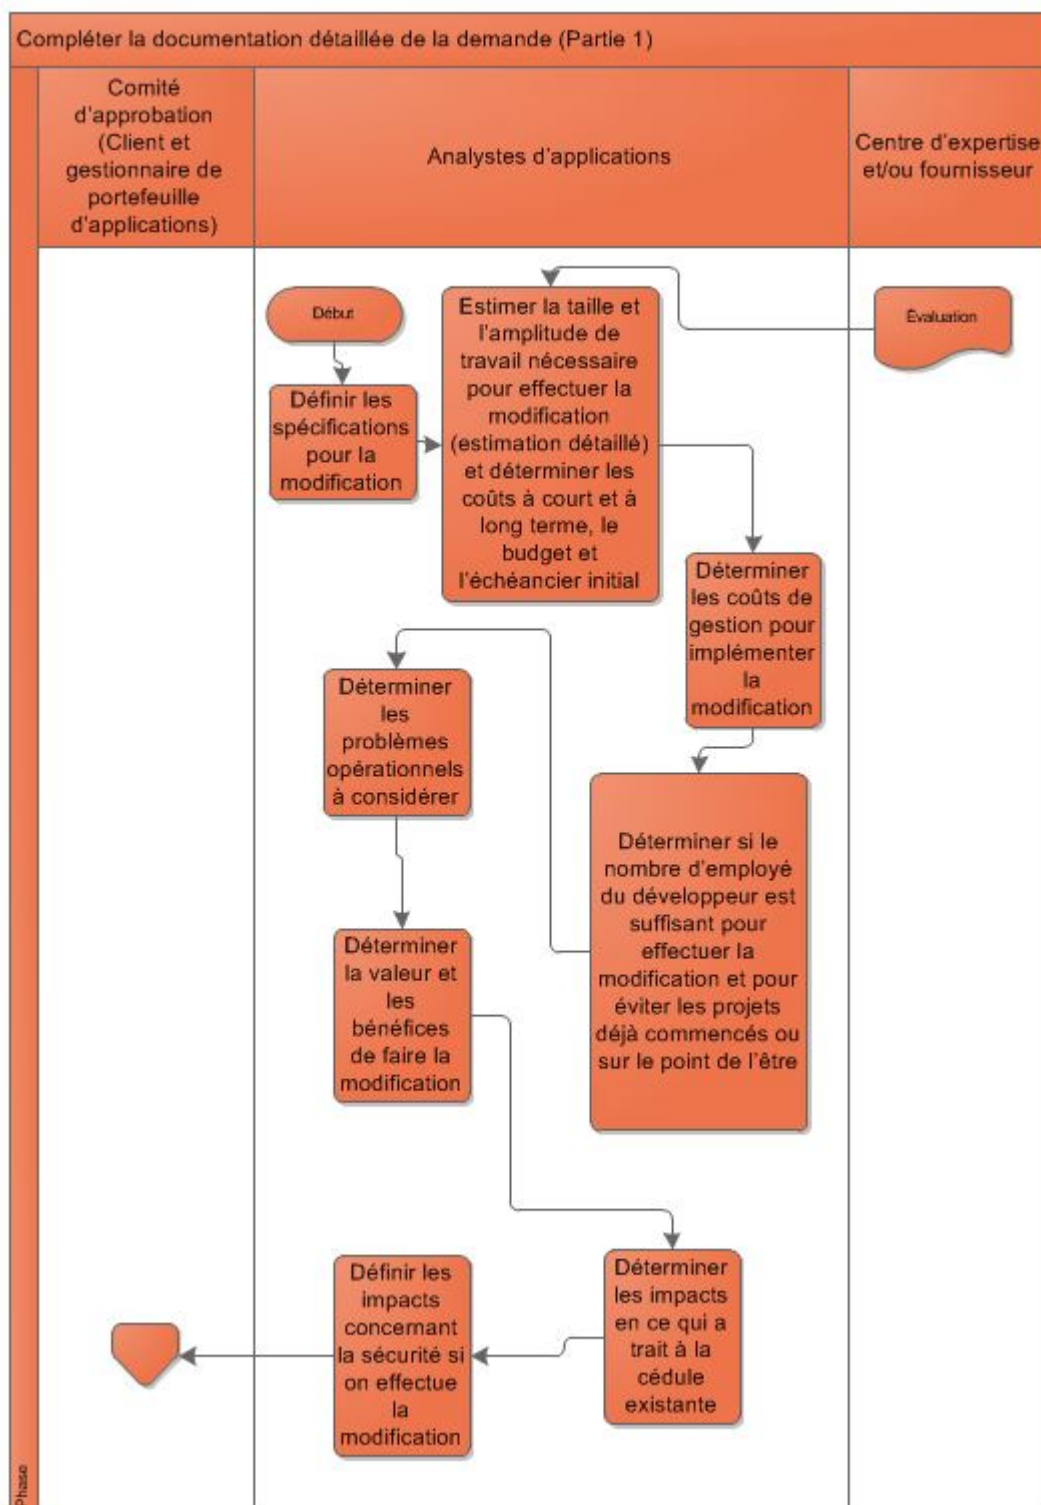 Compléter la documentation détaillée de la demande (Partie 1)
Comité
d'approbation
(Client et
gestionnaire de
portefeuille
d'applications)
Analystes d'applications
Centre d'expertise
et/ou fournisseur
Début
Définir les
spécifications
pour la
modification
Estimer la taille et
l'amplitude de
travail nécessaire
pour effectuer la
modification
(estimation détaillé)
et déterminer les
coûts à court et à
long terme, le
budget et
l'échéancier initial
Évaluation
Déterminer
les coûts de
gestion pour
implémenter
la
modification
Déterminer
les
problèmes
opérationnels
à considérer
Déterminer si le
nombre d'employé
du développeur est
suffisant pour
effectuer la
modification et pour
éviter les projets
déjà commencés ou
sur le point de l'être
Déterminer
la valeur et
les
bénéfices
de faire la
modification
Déterminer
les impacts
en ce qui a
trait à la
cédule
existante
Définir les
impacts
concernant
la sécurité si
on effectue
la
modification
Phase